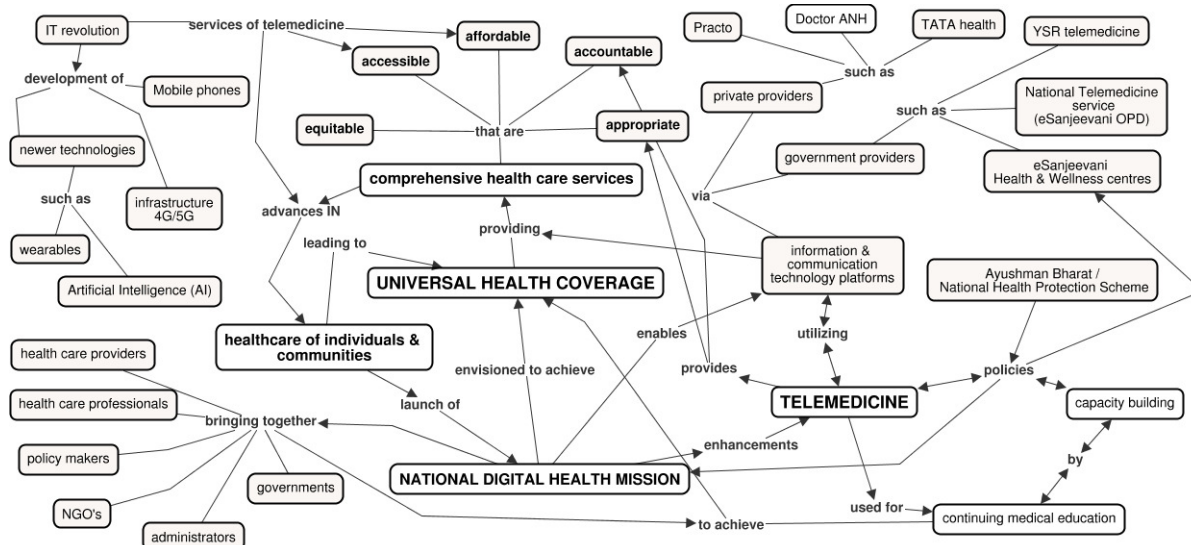 IT revolution
services of telemedicine
affordable
accessible
accountable
Practo
Doctor ANH
TATA health
YSR telemedicine
development of
Mobile phones
such as
private providers
such as
National Telemedicine
service
(eSanjeevani OPD)
equitable
that are
appropriate
newer technologies
government providers
eSanjeevani
Health & Wellness centres
comprehensive health care services
such as
infrastructure
4G/5G
advances IN
via
wearables
leading to
providing
information &
communication
technology platforms
Artificial Intelligence (AI)
UNIVERSAL HEALTH COVERAGE
Ayushman Bharat /
National Health Protection Scheme
healthcare of individuals &
communities
enables
utilizing
health care providers
envisioned to achieve
provides
policies
health care professionals
launch of
TELEMEDICINE
capacity building
bringing together
enhancements
policy makers
by
governments
NATIONAL DIGITAL HEALTH MISSION
NGO's
used for
administrators
to achieve
continuing medical education